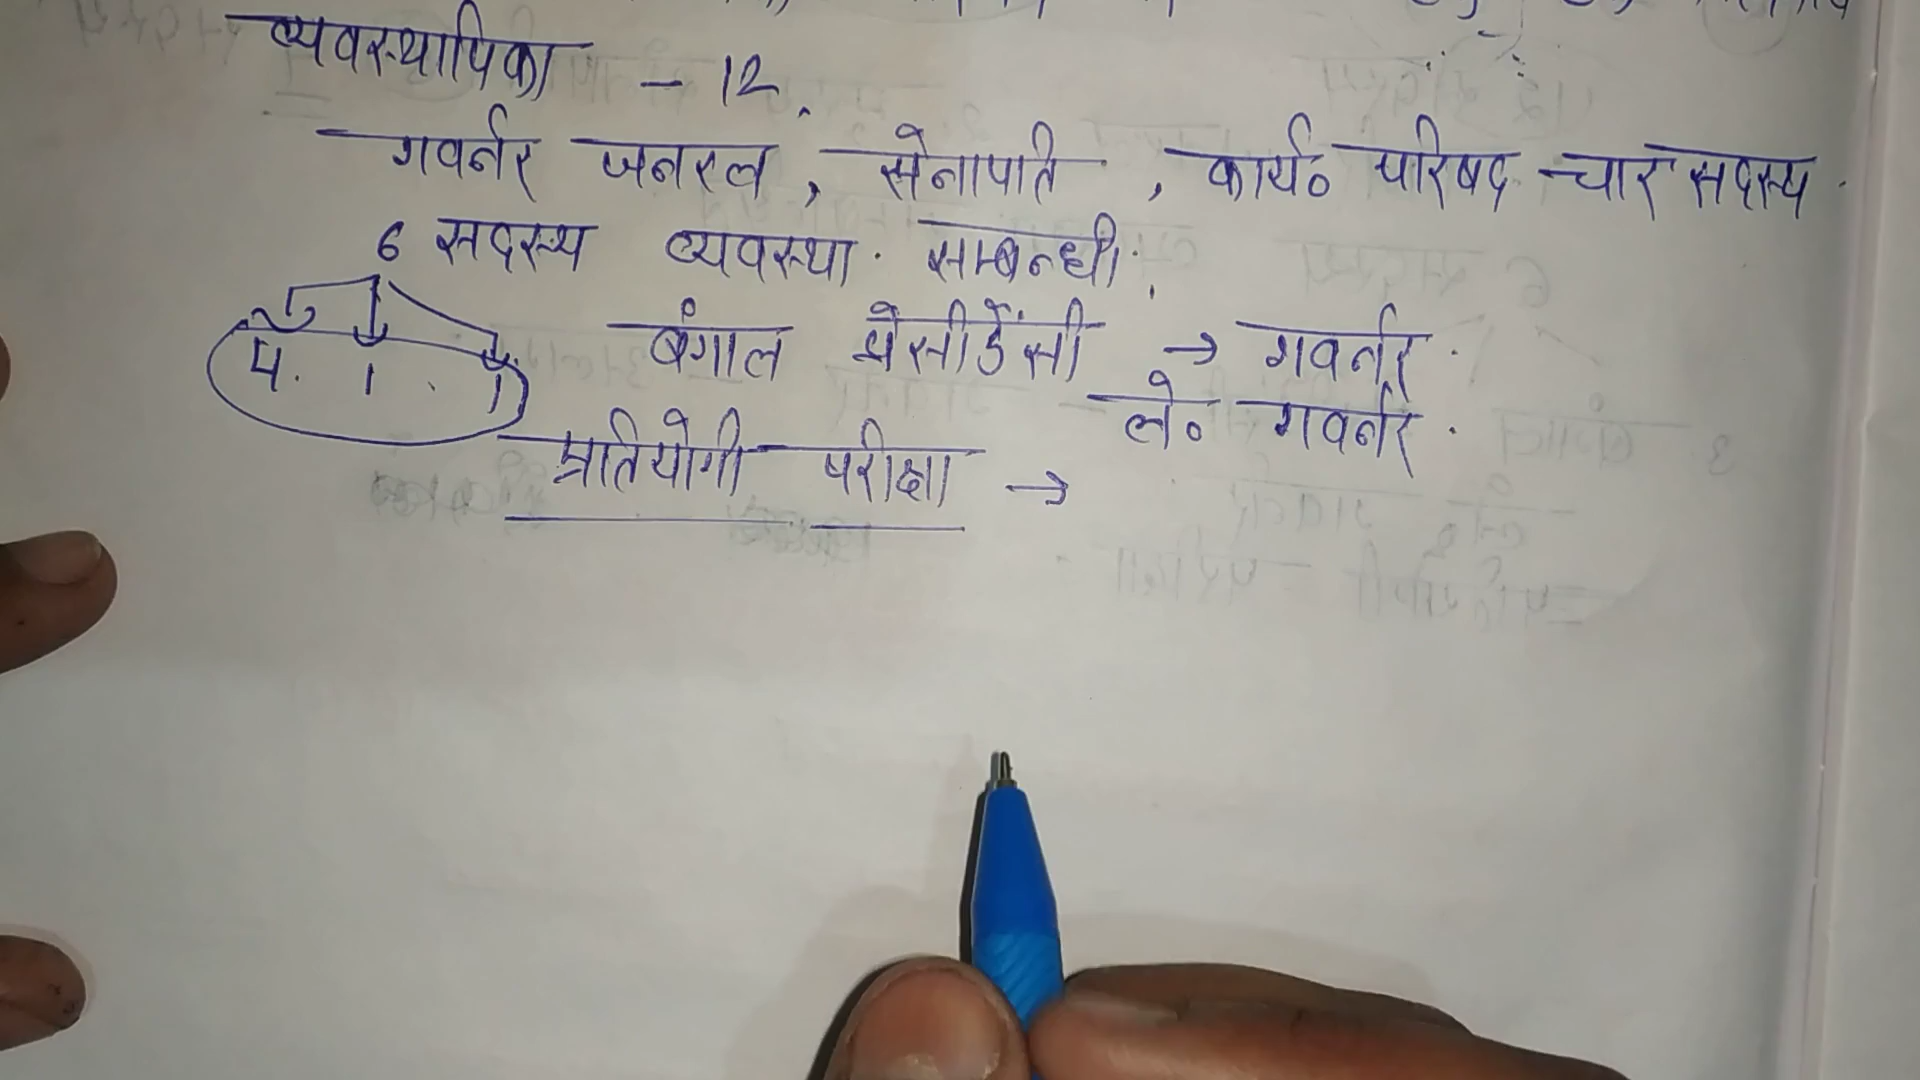 व्यवस्थापिका - 12.
गवर्नर जनरल, सेनापति, कार्य० परिषद चार सदस्य.
6 सदस्य व्यवस्था. सम्बन्धी.
4. 1. 1
बंगाल प्रेसीडेंसी → गवर्नर.
ले० गवर्नर.
प्रतियोगी परीक्षा →